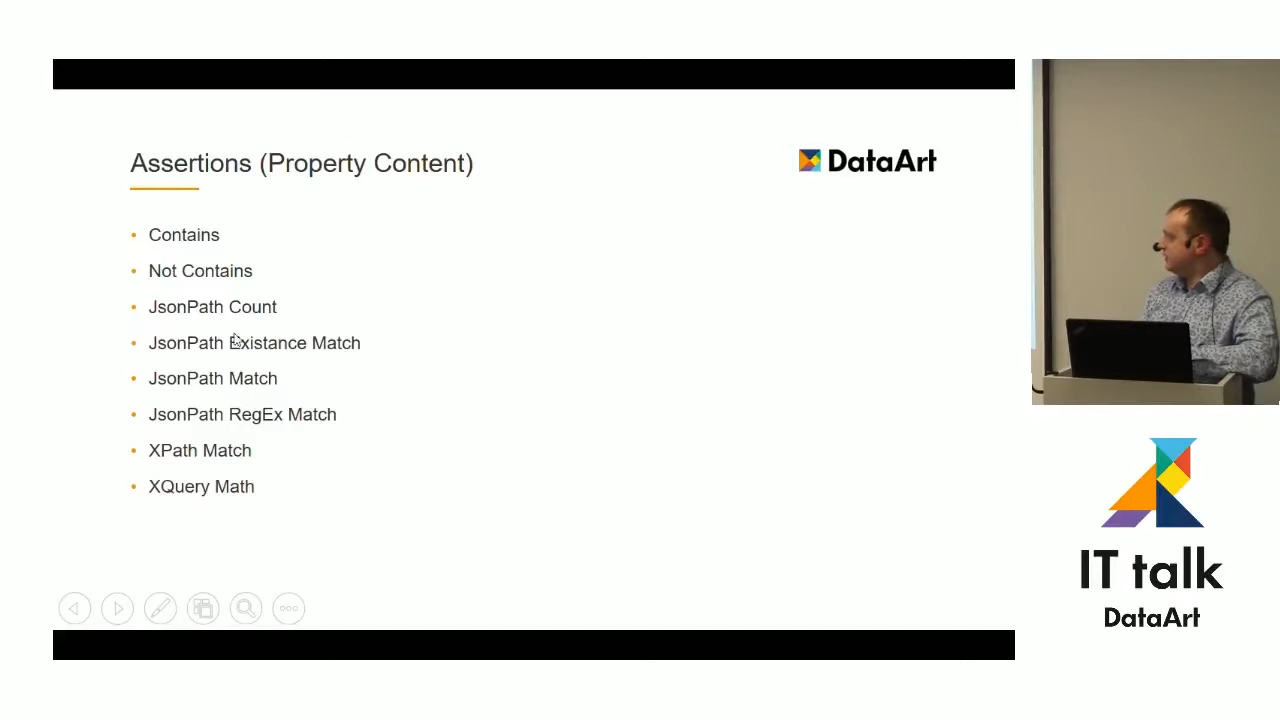 Assertions (Property Content)
DataArt
Contains
Not Contains
JsonPath Count
JsonPath Existance Match
JsonPath Match
JsonPath RegEx Match
XPath Match
XQuery Math
IT talk
DataArt